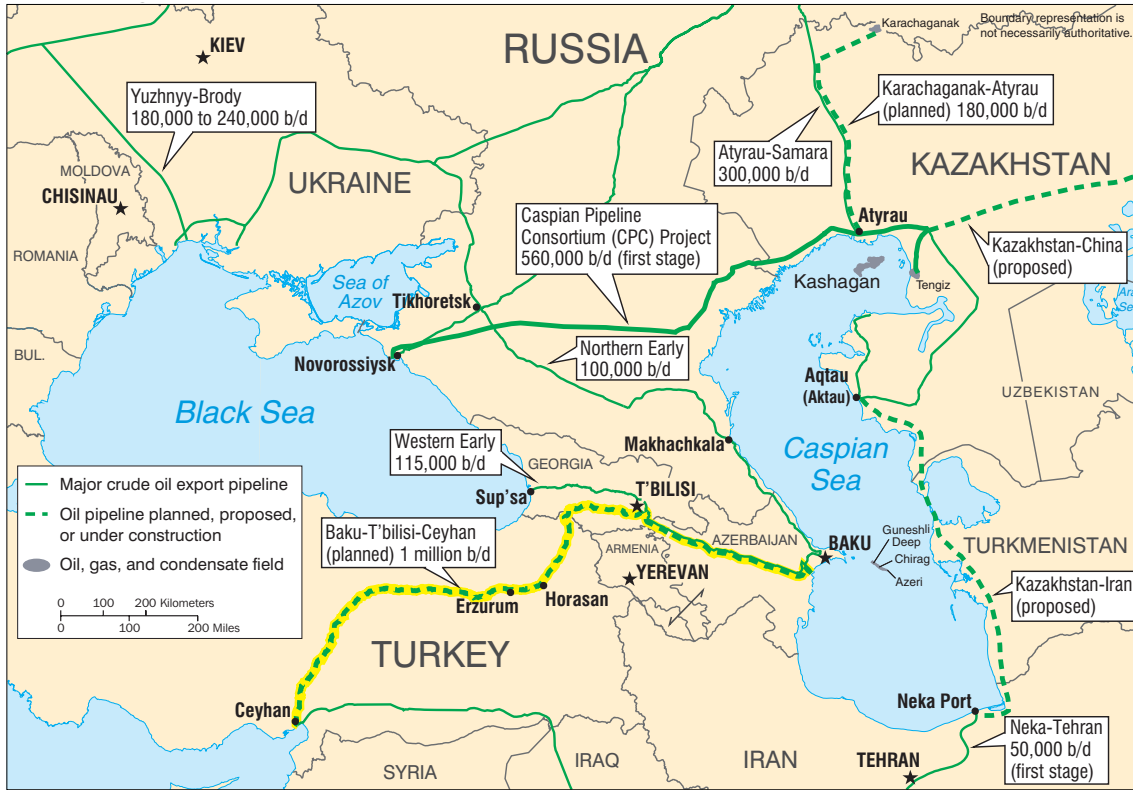 RUSSIA
Karachaganak
Boundary representation is
not necessarily authoritative.
KIEV
Yuzhnyy-Brody
180,000 to 240,000 b/d
Karachaganak-Atyrau
(planned) 180,000 b/d
Atyrau-Samara
300,000 b/d
KAZAKHSTAN
MOLDOVA
CHISINAU
UKRAINE
ROMANIA
Caspian Pipeline
Consortium (CPC) Project
560,000 b/d (first stage)
Atyrau
Kazakhstan-China
(proposed)
Kashagan
Tengiz
Sea of
Azov
Tikhoretsk
BUL.
Novorossiysk
Northern Early
100,000 b/d
Aqtau
(Aktau)
UZBEKISTAN
Black Sea
Caspian
Sea
Makhachkala
Western Early
115,000 b/d
GEORGIA
Sup'sa
T'BILISI
Major crude oil export pipeline
Oil pipeline planned, proposed,
or under construction
Oil, gas, and condensate field
0 100 200 Kilometers
0 100 200 Miles
Baku-T'bilisi-Ceyhan
(planned) 1 million b/d
ARMENIA
AZERBAIJAN
BAKU
Guneshli
Deep
Chirag
Azeri
TURKMENISTAN
YEREVAN
Erzurum
Horasan
Kazakhstan-Iran
(proposed)
TURKEY
Ceyhan
Neka Port
Neka-Tehran
50,000 b/d
(first stage)
SYRIA
IRAQ
IRAN
TEHRAN